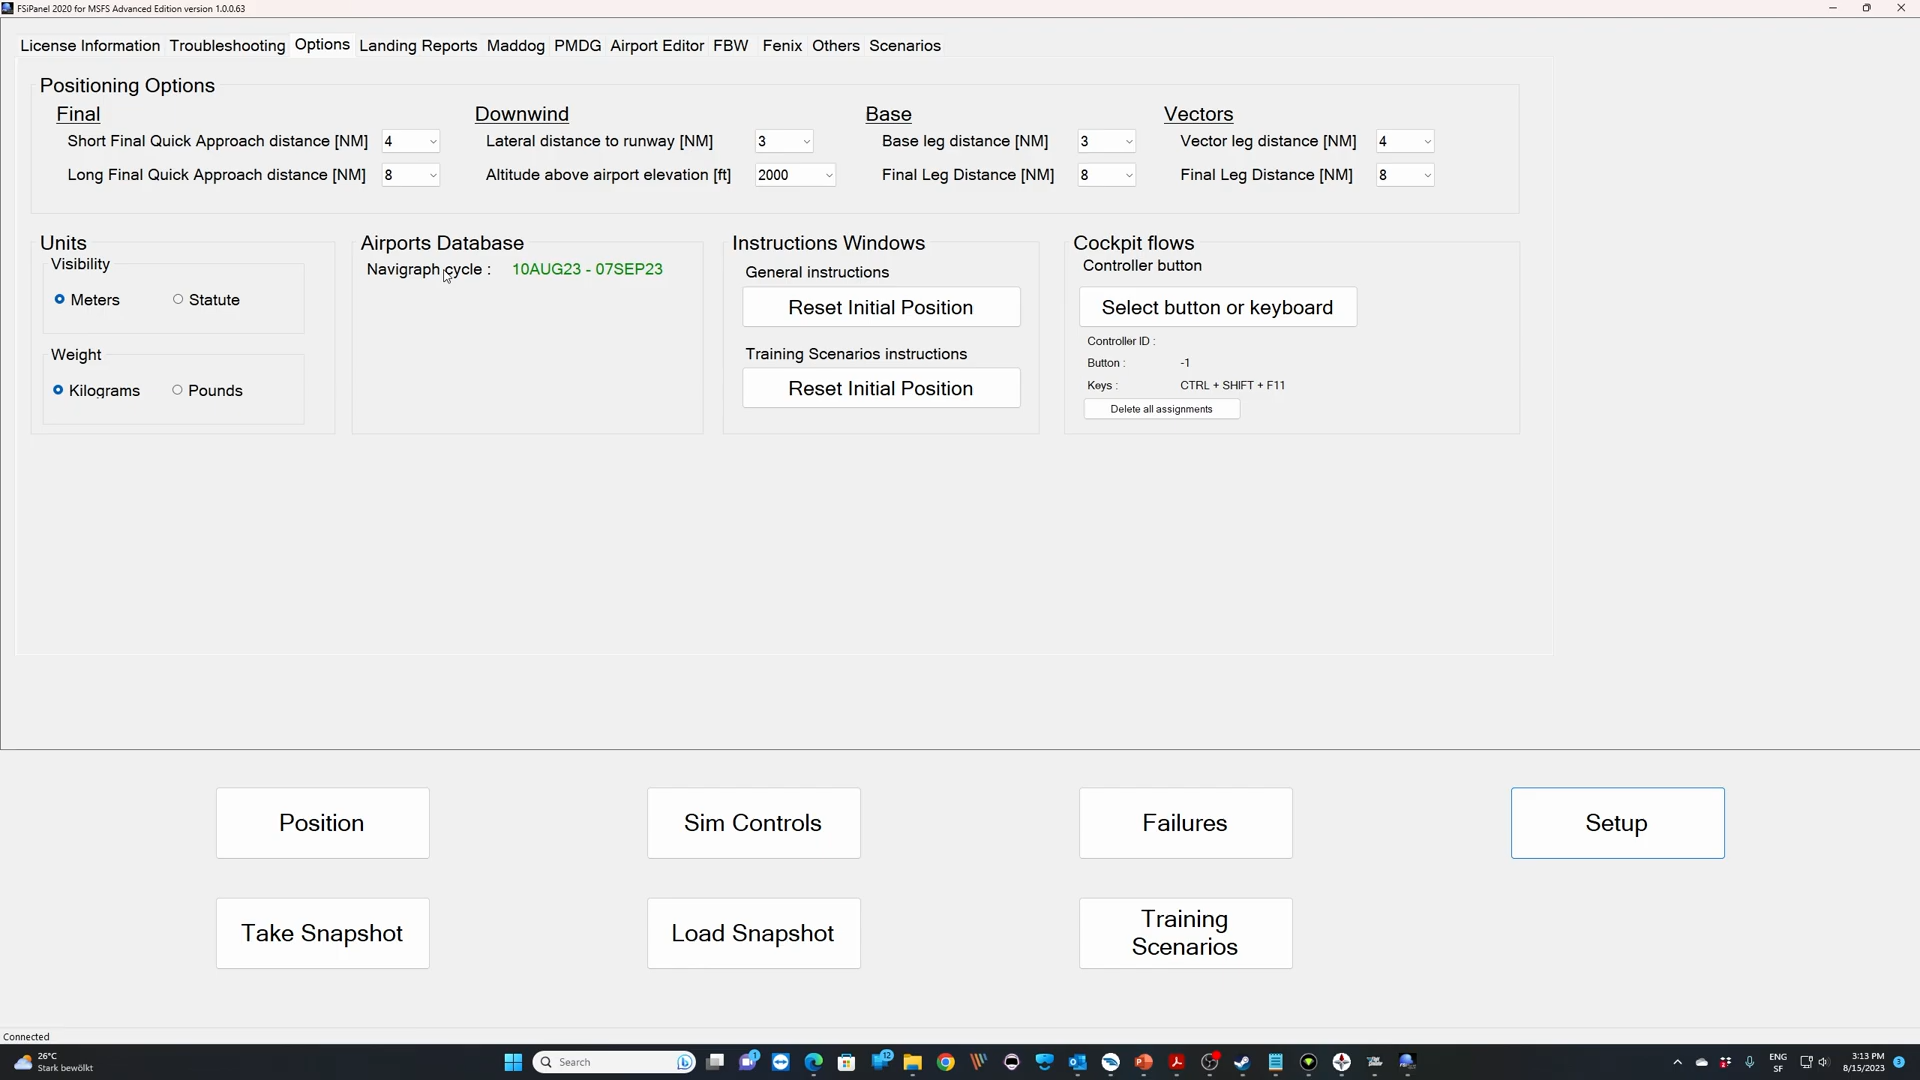 FSiPanel 2020 for MSFS Advanced Edition version 1.0.0.63
License Information Troubleshooting Options Landing Reports Maddog PMDG Airport Editor FBW Fenix Others Scenarios
Positioning Options
Final Downwind Base Vectors
Short Final Quick Approach distance [NM] 4 Lateral distance to runway [NM] 3 Base leg distance [NM] 3 Vector leg distance [NM] 4
Long Final Quick Approach distance [NM] 8 Altitude above airport elevation [ft] 2000 Final Leg Distance [NM] 8 Final Leg Distance [NM] 8
Units
Visibility
Meters Statute
Weight
Kilograms Pounds
Airports Database
Navigraph cycle : 10AUG23 - 07SEP23
Instructions Windows
General instructions
Reset Initial Position
Training Scenarios instructions
Reset Initial Position
Cockpit flows
Controller button
Select button or keyboard
Controller ID :
Button : -1
Keys : CTRL + SHIFT + F11
Delete all assignments
Position Sim Controls Failures Setup
Take Snapshot Load Snapshot Training
Scenarios
Connected
26°C
Stark bewölkt
Search
12
1
ENG
SF
3:13 PM
8/15/2023
3